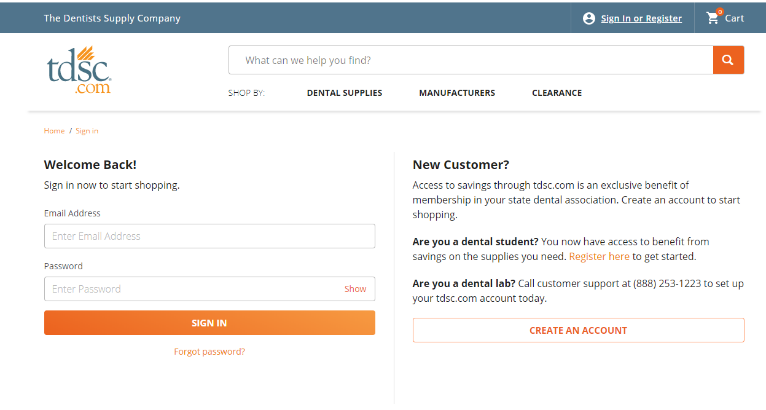 The Dentists Supply Company
Sign In or Register
0
Cart
tdsc®
.com
What can we help you find?
SHOP BY:
DENTAL SUPPLIES
MANUFACTURERS
CLEARANCE
Home / Sign in
Welcome Back!
Sign in now to start shopping.
Email Address
Enter Email Address
Password
Enter Password
Show
SIGN IN
Forgot password?
New Customer?
Access to savings through tdsc.com is an exclusive benefit of
membership in your state dental association. Create an account to start
shopping.
Are you a dental student? You now have access to benefit from
savings on the supplies you need. Register here to get started.
Are you a dental lab? Call customer support at (888) 253-1223 to set up
your tdsc.com account today.
CREATE AN ACCOUNT